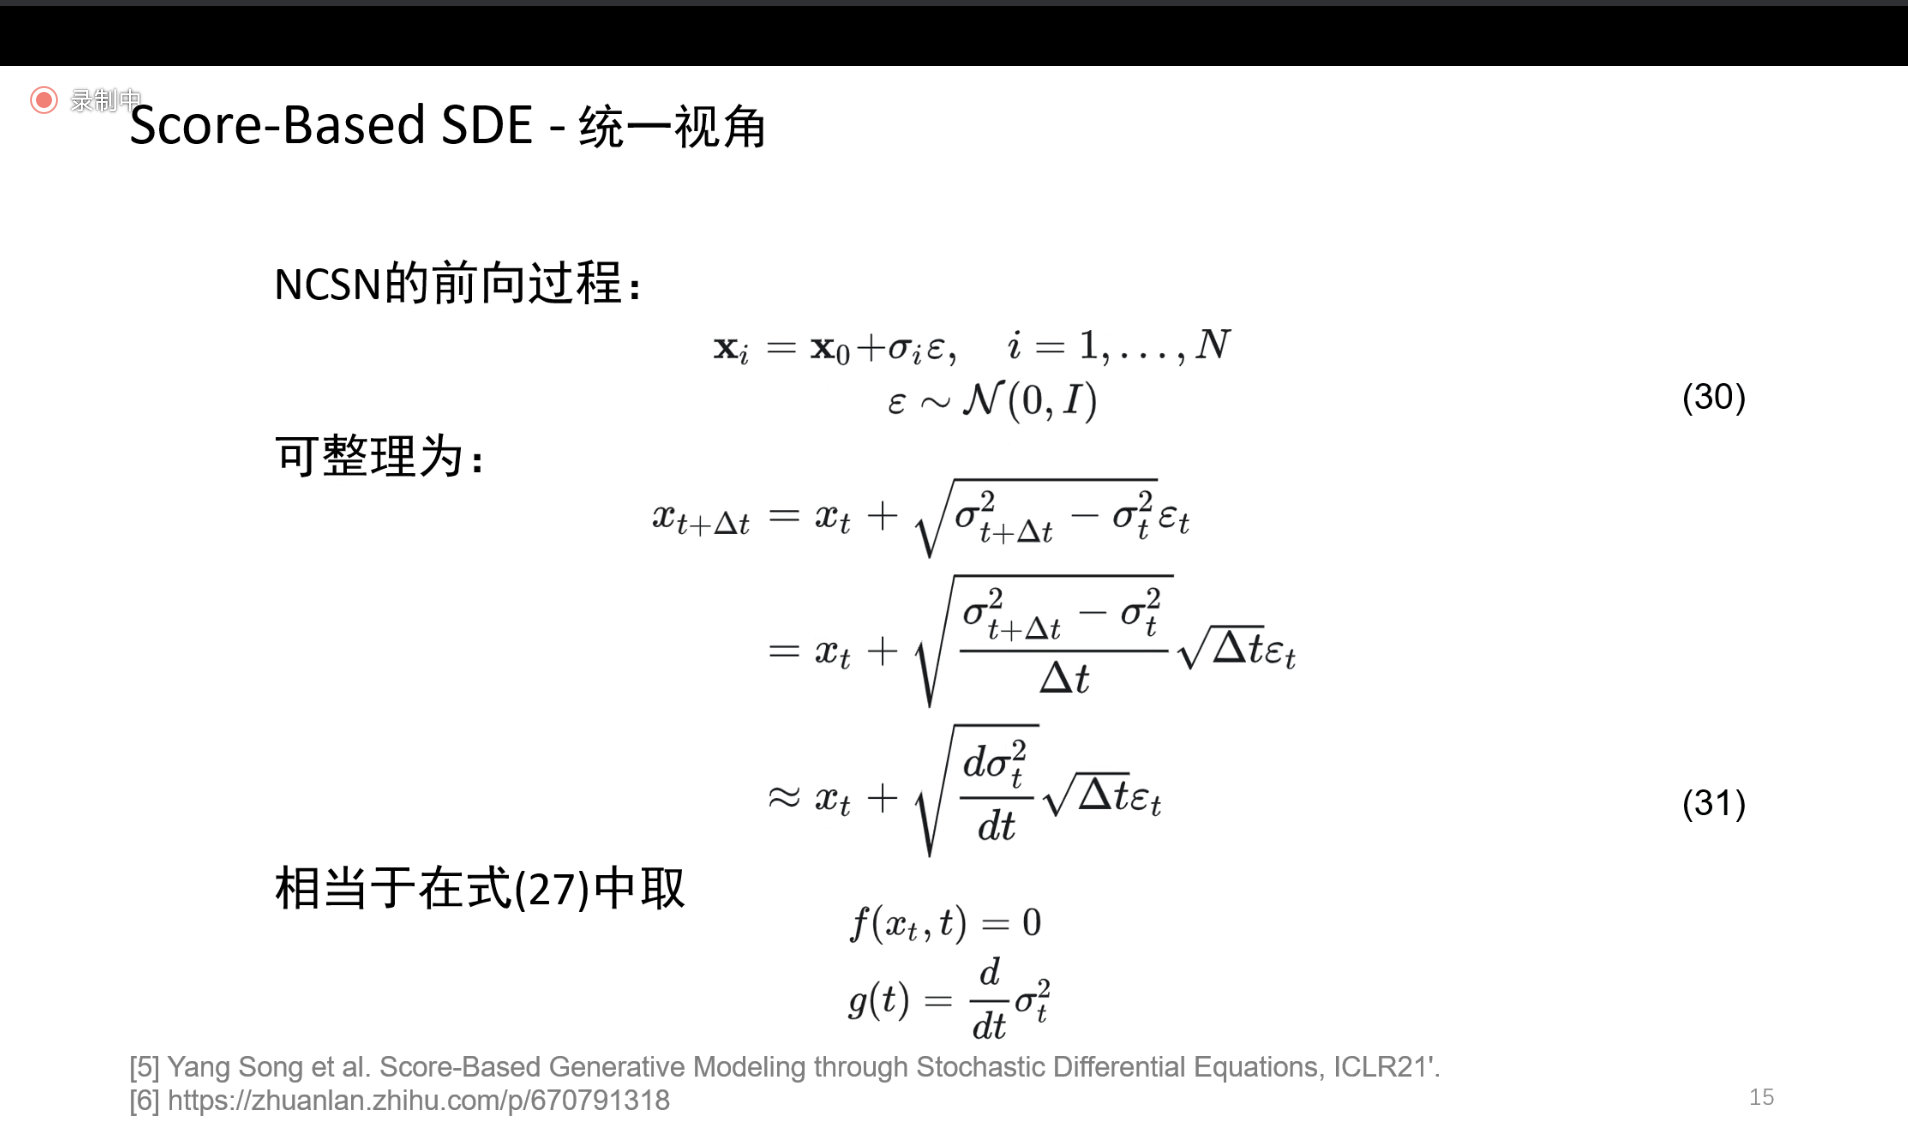 录制中
Score-Based SDE - 统一视角
NCSN的前向过程：
$\mathbf{x}_i = \mathbf{x}_0 + \sigma_i \varepsilon, \quad i = 1, \ldots, N$
$\varepsilon \sim \mathcal{N}(0, I)$
(30)
可整理为：
$x_{t+\Delta t} = x_t + \sqrt{\sigma_{t+\Delta t}^2 - \sigma_t^2} \varepsilon_t$
$= x_t + \sqrt{\frac{\sigma_{t+\Delta t}^2 - \sigma_t^2}{\Delta t}} \sqrt{\Delta t} \varepsilon_t$
$\approx x_t + \sqrt{\frac{d\sigma_t^2}{dt}} \sqrt{\Delta t} \varepsilon_t$
(31)
相当于在式(27)中取
$f(x_t, t) = 0$
$g(t) = \frac{d}{dt} \sigma_t^2$
[5] Yang Song et al. Score-Based Generative Modeling through Stochastic Differential Equations, ICLR21'.
[6] https://zhuanlan.zhihu.com/p/670791318
15